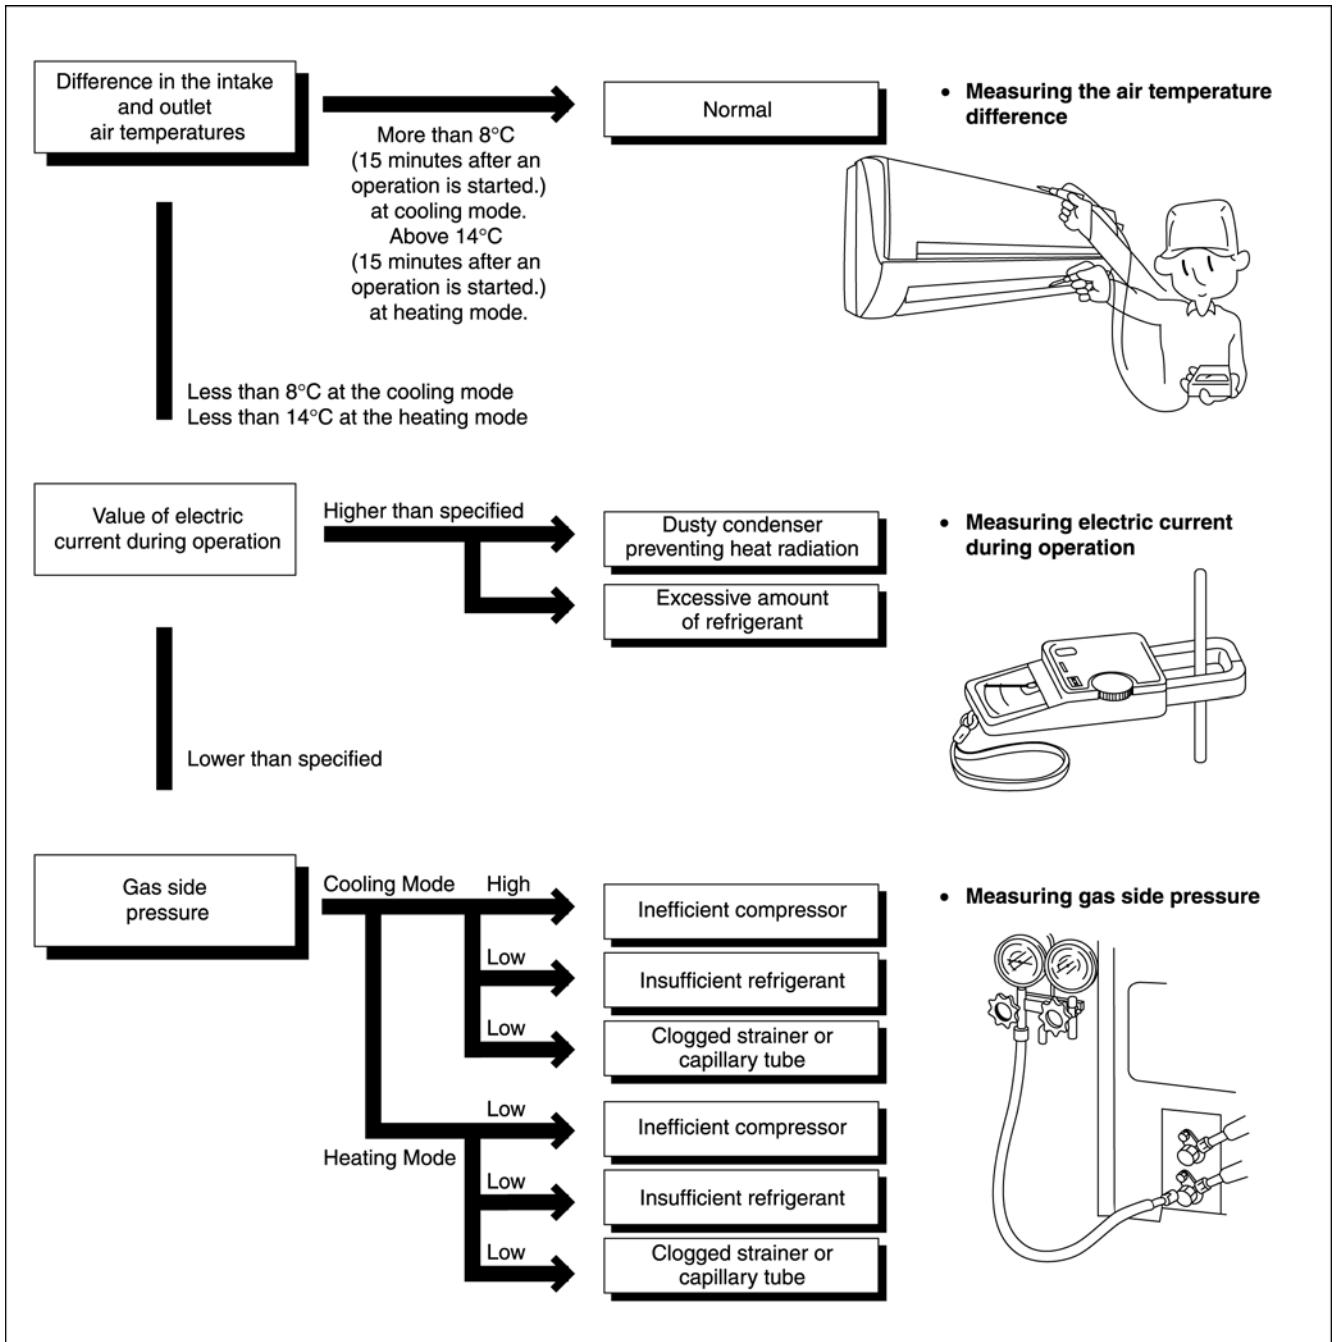 Difference in the intake
and outlet
air temperatures
More than 8°C
(15 minutes after an
operation is started.)
at cooling mode.
Above 14°C
(15 minutes after an
operation is started.)
at heating mode.
Normal
• Measuring the air temperature
difference
Less than 8°C at the cooling mode
Less than 14°C at the heating mode
Value of electric
current during operation
Higher than specified
Dusty condenser
preventing heat radiation
Excessive amount
of refrigerant
• Measuring electric current
during operation
Lower than specified
Gas side
pressure
Cooling Mode
High
Inefficient compressor
Low
Insufficient refrigerant
Low
Clogged strainer or
capillary tube
Heating Mode
Low
Inefficient compressor
Low
Insufficient refrigerant
Low
Clogged strainer or
capillary tube
• Measuring gas side pressure